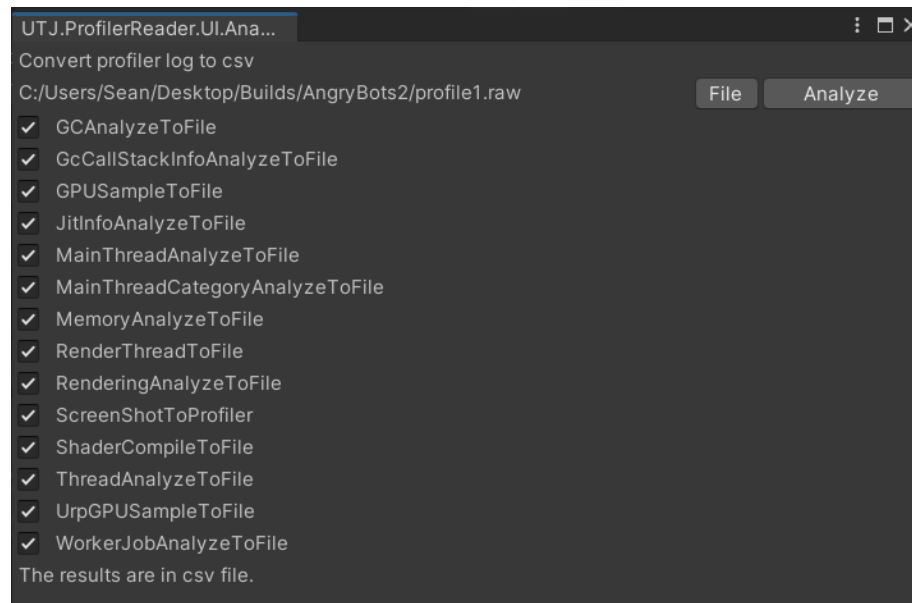 UTJ.ProfilerReader.UI.Ana...
Convert profiler log to csv
C:/Users/Sean/Desktop/Builds/AngryBots2/profile1.raw File Analyze
GCAnalyzeToFile
GcCallStackInfoAnalyzeToFile
GPUSampleToFile
JitInfoAnalyzeToFile
MainThreadAnalyzeToFile
MainThreadCategoryAnalyzeToFile
MemoryAnalyzeToFile
RenderThreadToFile
RenderingAnalyzeToFile
ScreenShotToProfiler
ShaderCompileToFile
ThreadAnalyzeToFile
UrpGPUSampleToFile
WorkerJobAnalyzeToFile
The results are in csv file.